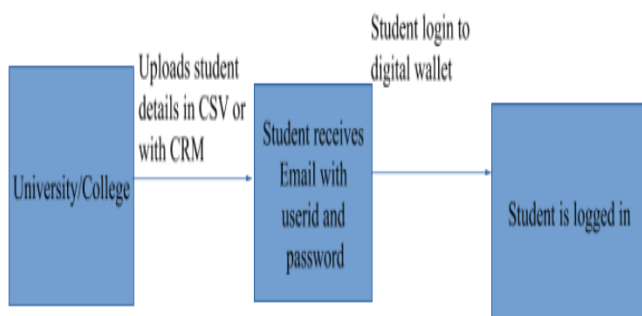 University/College
Uploads student
details in CSV or
with CRM
Student receives
Email with
userid and
password
Student login to
digital wallet
Student is logged in